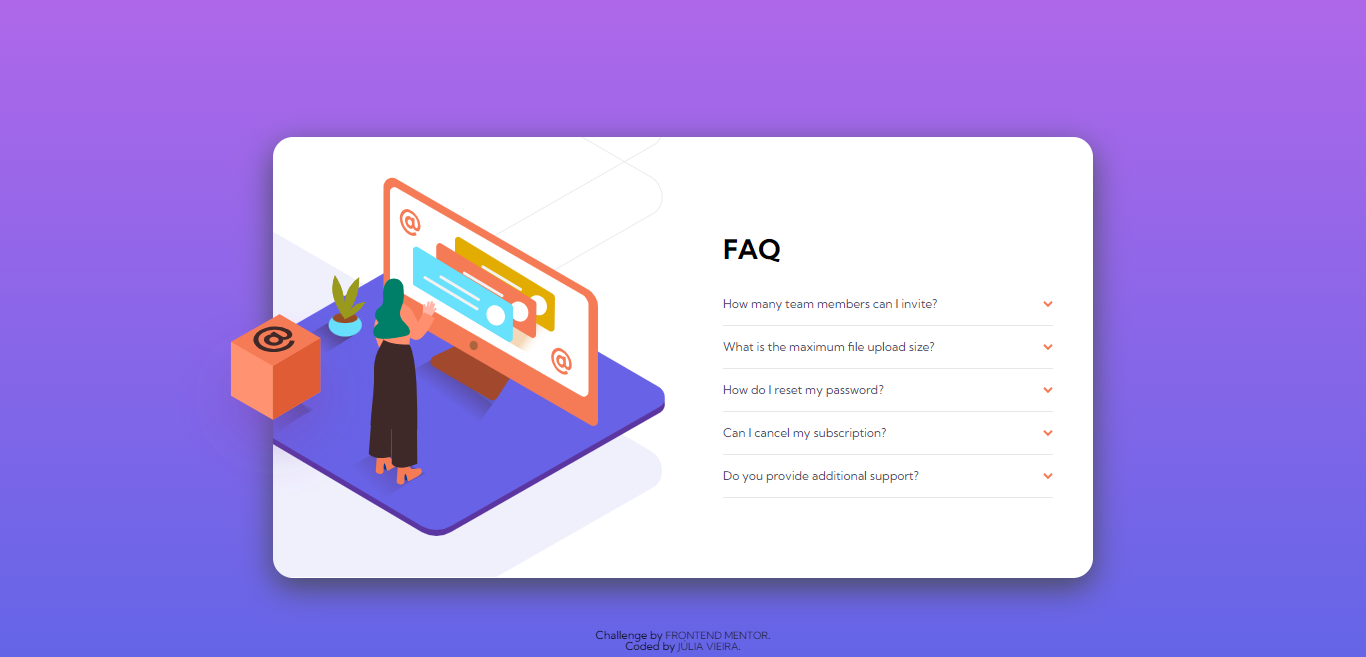 @
@
@
FAQ
How many team members can I invite?
What is the maximum file upload size?
How do I reset my password?
Can I cancel my subscription?
Do you provide additional support?
Challenge by FRONTEND MENTOR.
Coded by JÚLIA VIEIRA.